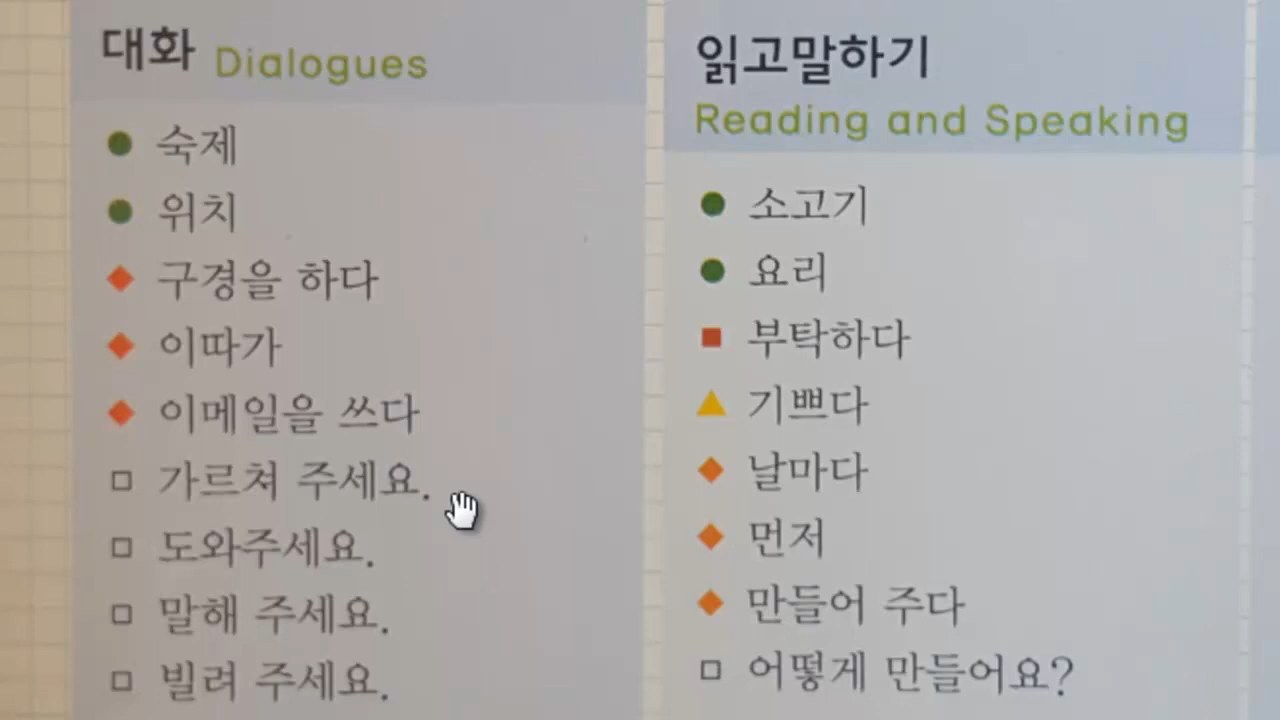 대화 Dialogues
숙제
위치
구경을 하다
이따가
이메일을 쓰다
가르쳐 주세요.
도와주세요.
말해 주세요.
빌려 주세요.
읽고말하기
Reading and Speaking
소고기
요리
부탁하다
기쁘다
날마다
먼저
만들어 주다
어떻게 만들어요?